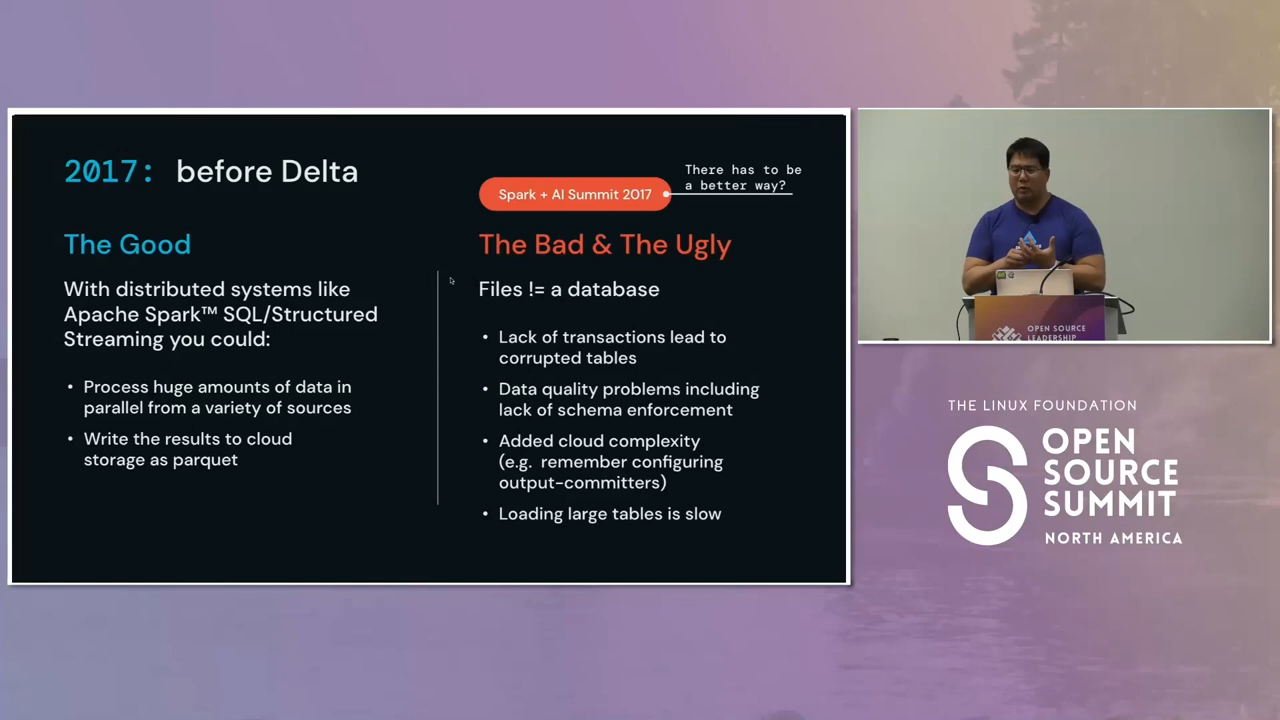 2017: before Delta
The Good
With distributed systems like
Apache Spark™ SQL/Structured
Streaming you could:
• Process huge amounts of data in
parallel from a variety of sources
• Write the results to cloud
storage as parquet
Spark + AI Summit 2017
There has to be
a better way?
The Bad & The Ugly
Files != a database
• Lack of transactions lead to
corrupted tables
• Data quality problems including
lack of schema enforcement
• Added cloud complexity
(e.g. remember configuring
output-committers)
• Loading large tables is slow
OPEN SOURCE
LEADERSHIP
THE LINUX FOUNDATION
OPEN
SOURCE
SUMMIT
NORTH AMERICA